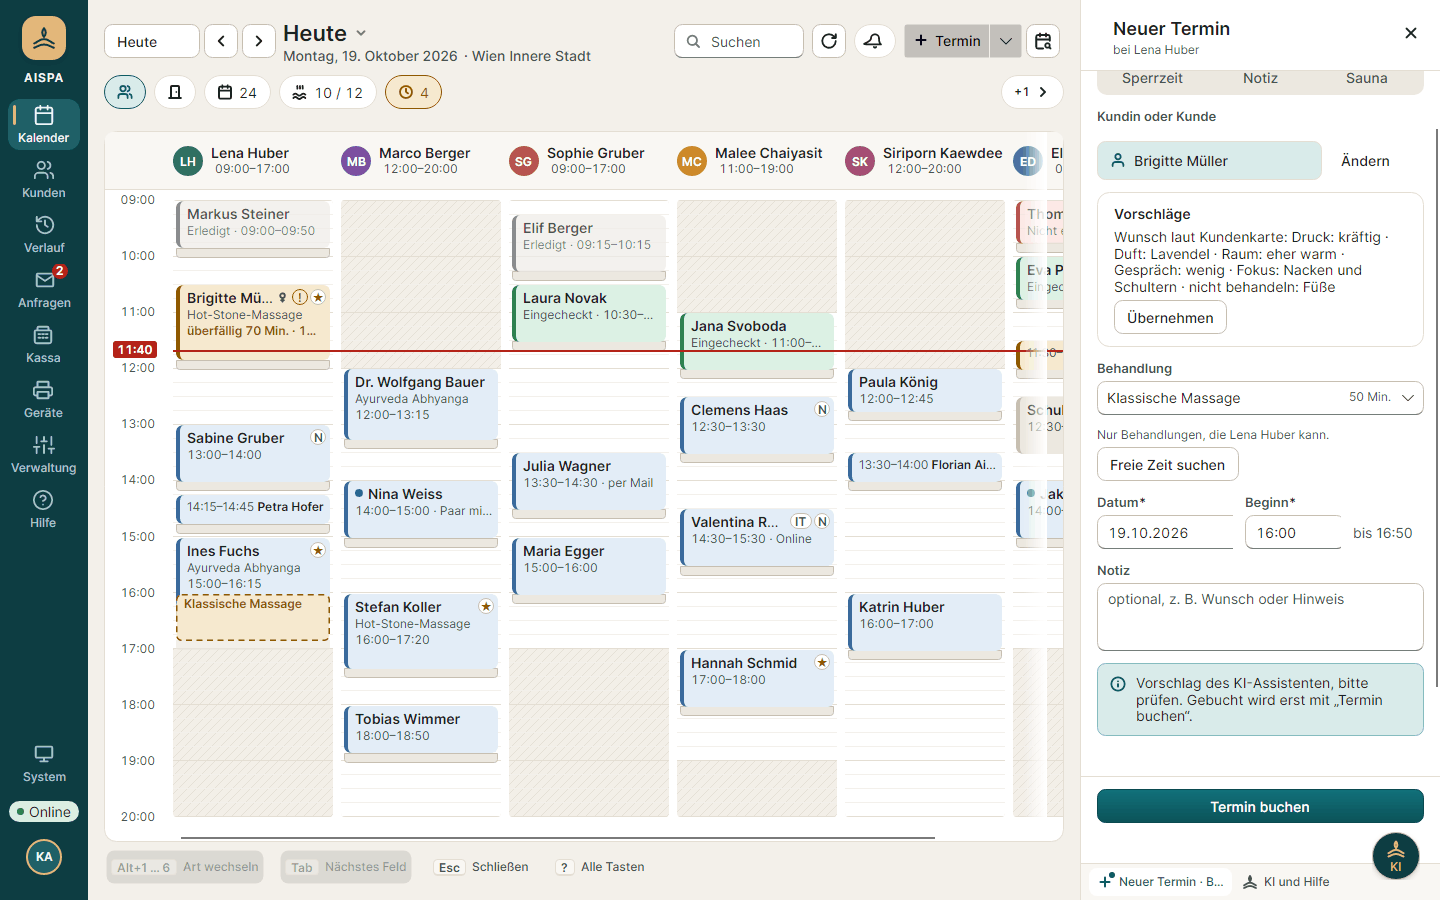 AISPA
Kalender
Kunden
Verlauf
2
Anfragen
Kassa
Geräte
Verwaltung
Hilfe
System
Online
KA
Heute
Heute
Montag, 19. Oktober 2026 · Wien Innere Stadt
Suchen
Termin
24
10 / 12
4
+1
LH
Lena Huber
09:00–17:00
MB
Marco Berger
12:00–20:00
SG
Sophie Gruber
09:00–17:00
MC
Malee Chaiyasit
11:00–19:00
SK
Siriporn Kaewdee
12:00–20:00
ED
09:00
10:00
11:00
11:40
12:00
13:00
14:00
15:00
16:00
17:00
18:00
19:00
20:00
Markus Steiner
Erledigt · 09:00–09:50
Brigitte Mü...
Hot-Stone-Massage
überfällig 70 Min. · 1...
Sabine Gruber
N
13:00–14:00
14:15–14:45 Petra Hofer
Ines Fuchs
Ayurveda Abhyanga
15:00–16:15
Klassische Massage
Dr. Wolfgang Bauer
Ayurveda Abhyanga
12:00–13:15
Nina Weiss
14:00–15:00 · Paar mi...
Stefan Koller
Hot-Stone-Massage
16:00–17:20
Tobias Wimmer
18:00–18:50
Elif Berger
Erledigt · 09:15–10:15
Laura Novak
Eingecheckt · 10:30–...
Julia Wagner
13:30–14:30 · per Mail
Maria Egger
15:00–16:00
Jana Svoboda
Eingecheckt · 11:00–...
Clemens Haas
N
12:30–13:30
Valentina R...
IT
N
14:30–15:30 · Online
Hannah Schmid
17:00–18:00
Paula König
12:00–12:45
13:30–14:00 Florian Ai...
Katrin Huber
16:00–17:00
Alt+1 ... 6
Art wechseln
Tab
Nächstes Feld
Esc
Schließen
?
Alle Tasten
Neuer Termin
bei Lena Huber
Sperrzeit
Notiz
Sauna
Kundin oder Kunde
Brigitte Müller
Ändern
Vorschläge
Wunsch laut Kundenkarte: Druck: kräftig ·
Duft: Lavendel · Raum: eher warm ·
Gespräch: wenig · Fokus: Nacken und
Schultern · nicht behandeln: Füße
Übernehmen
Behandlung
Klassische Massage
50 Min.
Nur Behandlungen, die Lena Huber kann.
Freie Zeit suchen
Datum*
Beginn*
19.10.2026
16:00
bis 16:50
Notiz
optional, z. B. Wunsch oder Hinweis
Vorschlag des KI-Assistenten, bitte
prüfen. Gebucht wird erst mit „Termin
buchen“.
Termin buchen
KI
Neuer Termin · B...
KI und Hilfe